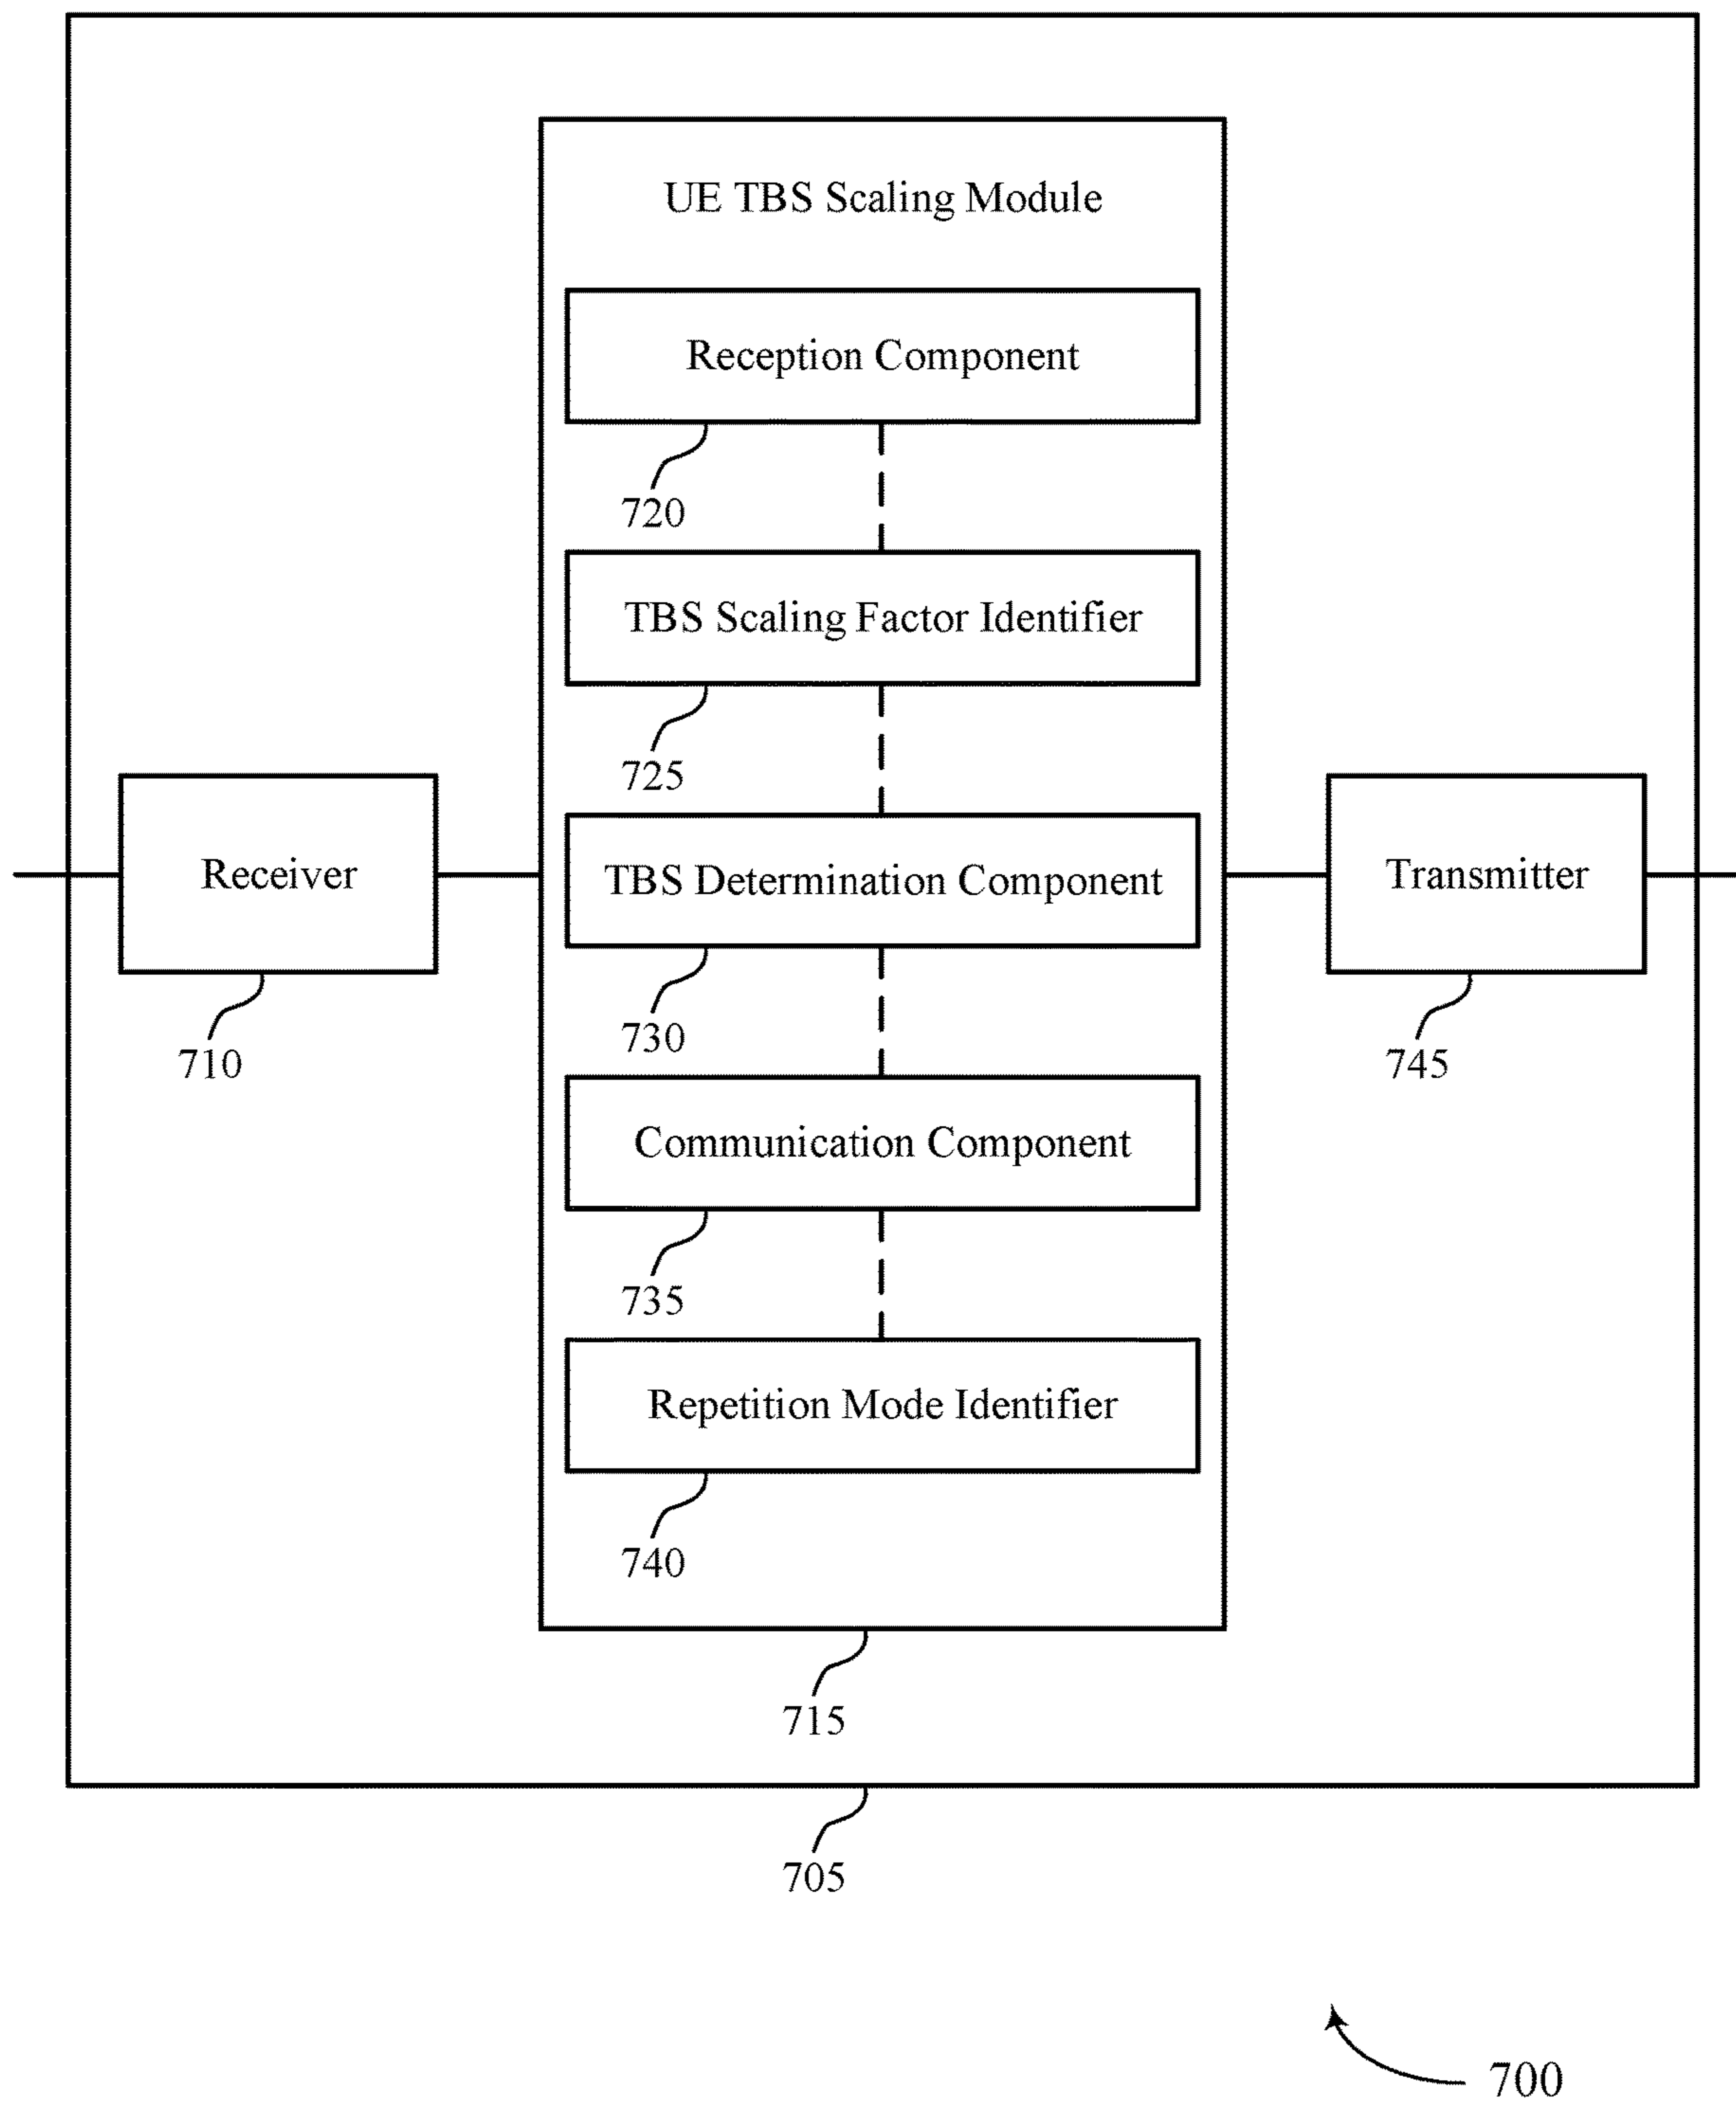 UE TBS Scaling Module
Reception Component
720
TBS Scaling Factor Identifier
725
Receiver
710
TBS Determination Component
730
Transmitter
745
Communication Component
735
Repetition Mode Identifier
740
715
705
700